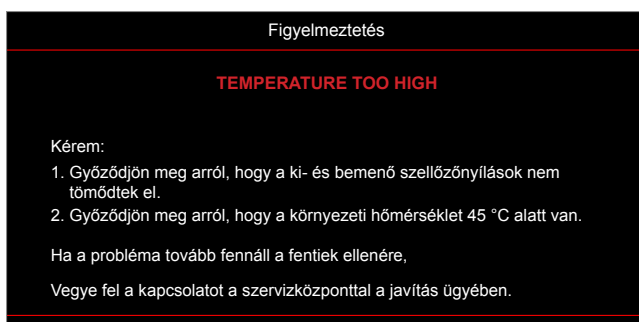 Figyelmeztetés
TEMPERATURE TOO HIGH
Kérem:
1. Győződjön meg arról, hogy a ki- és bemenő szellőzőnyílások nem
tömődtek el.
2. Győződjön meg arról, hogy a környezeti hőmérséklet 45 °C alatt van.
Ha a probléma tovább fennáll a fentiek ellenére,
Vegye fel a kapcsolatot a szervizközponttal a javítás ügyében.